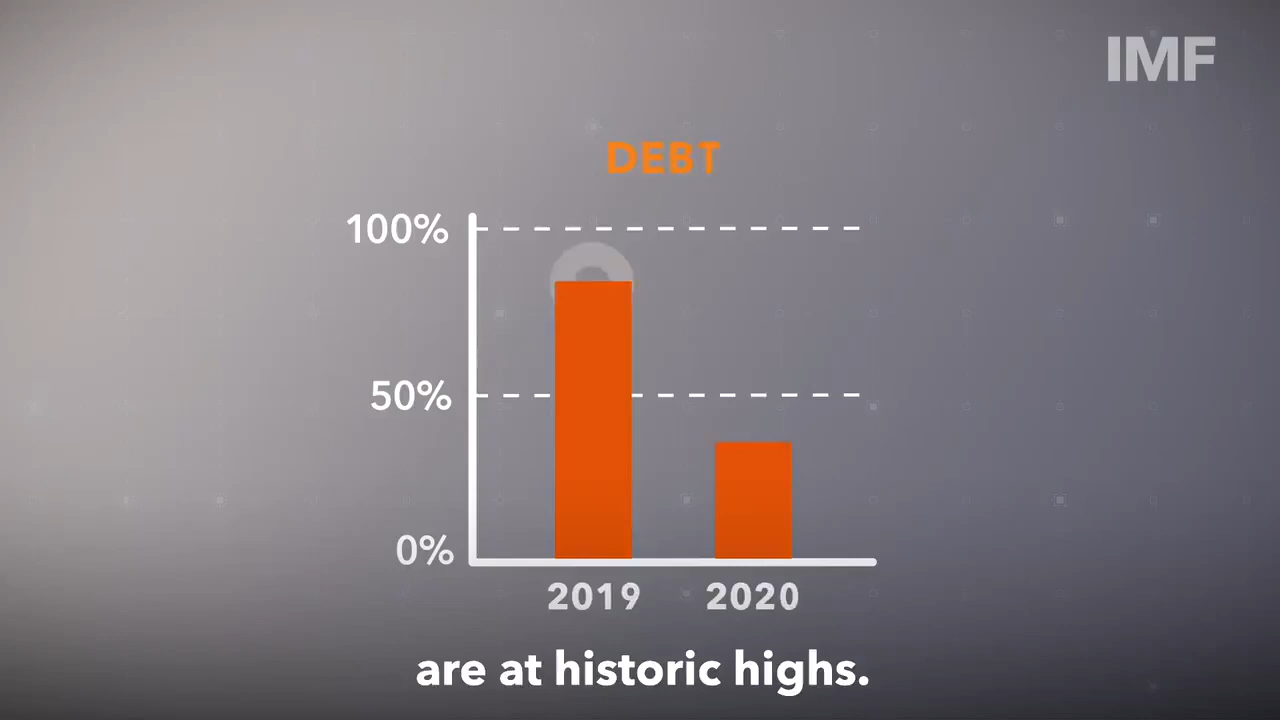 IMF
DEBT
100%
50%
0%
2019 2020
are at historic highs.